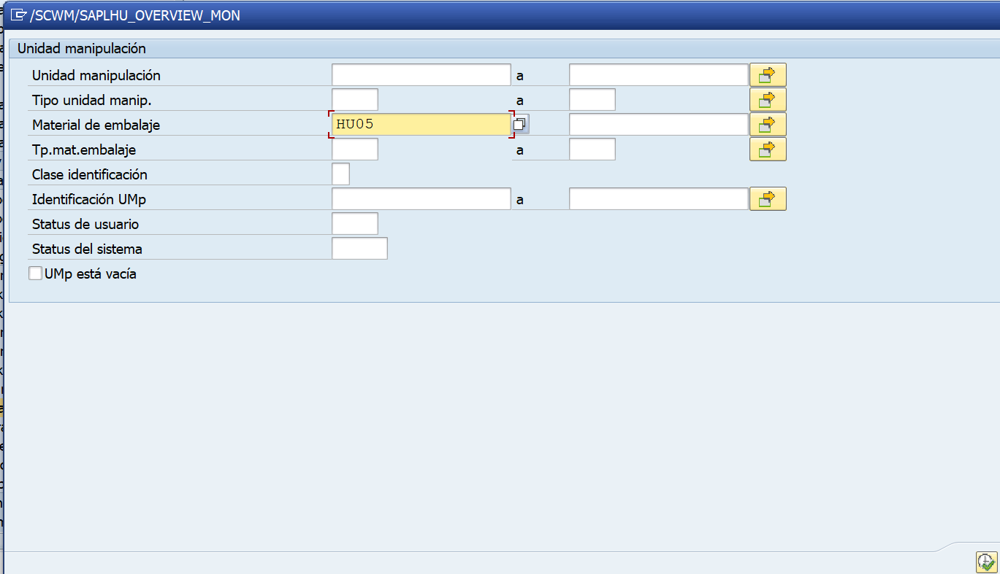 /SCWM/SAPLHU_OVERVIEW_MON
Unidad manipulación
Unidad manipulación a
Tipo unidad manip. a
Material de embalaje HU05
Tp.mat.embalaje a
Clase identificación
Identificación UMp a
Status de usuario
Status del sistema
UMp está vacía